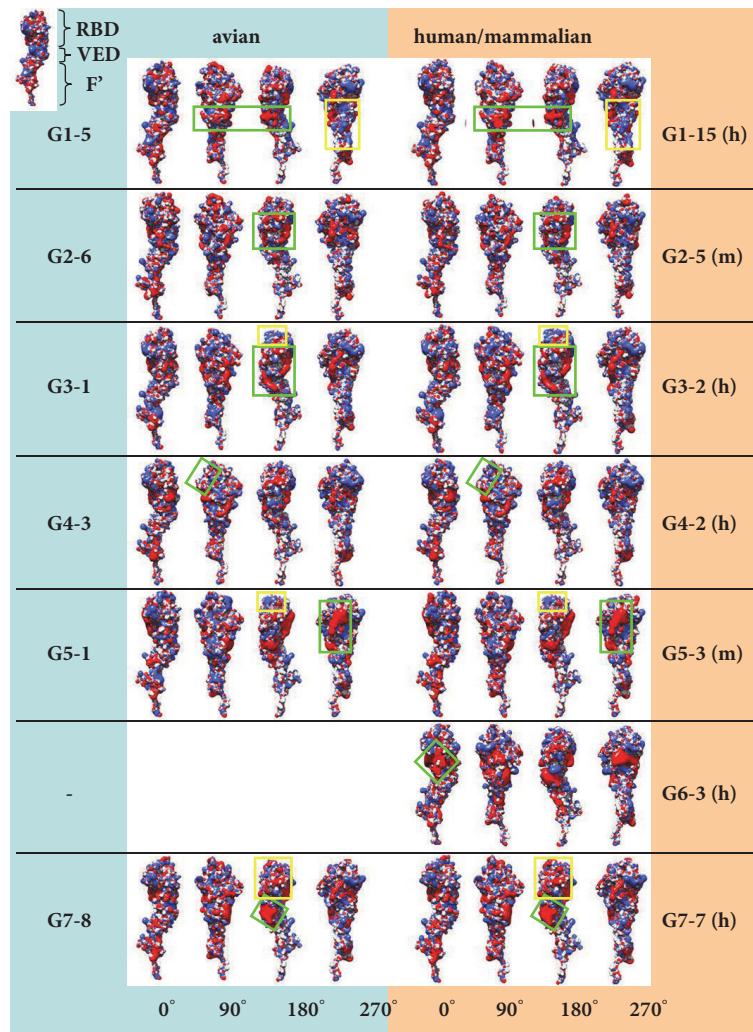 RBD
VED
F’
avian human/mammalian
G1-5 G1-15 (h)
G2-6 G2-5 (m)
G3-1 G3-2 (h)
G4-3 G4-2 (h)
G5-1 G5-3 (m)
- G6-3 (h)
G7-8 G7-7 (h)
0° 90° 180° 270° 0° 90° 180° 270°